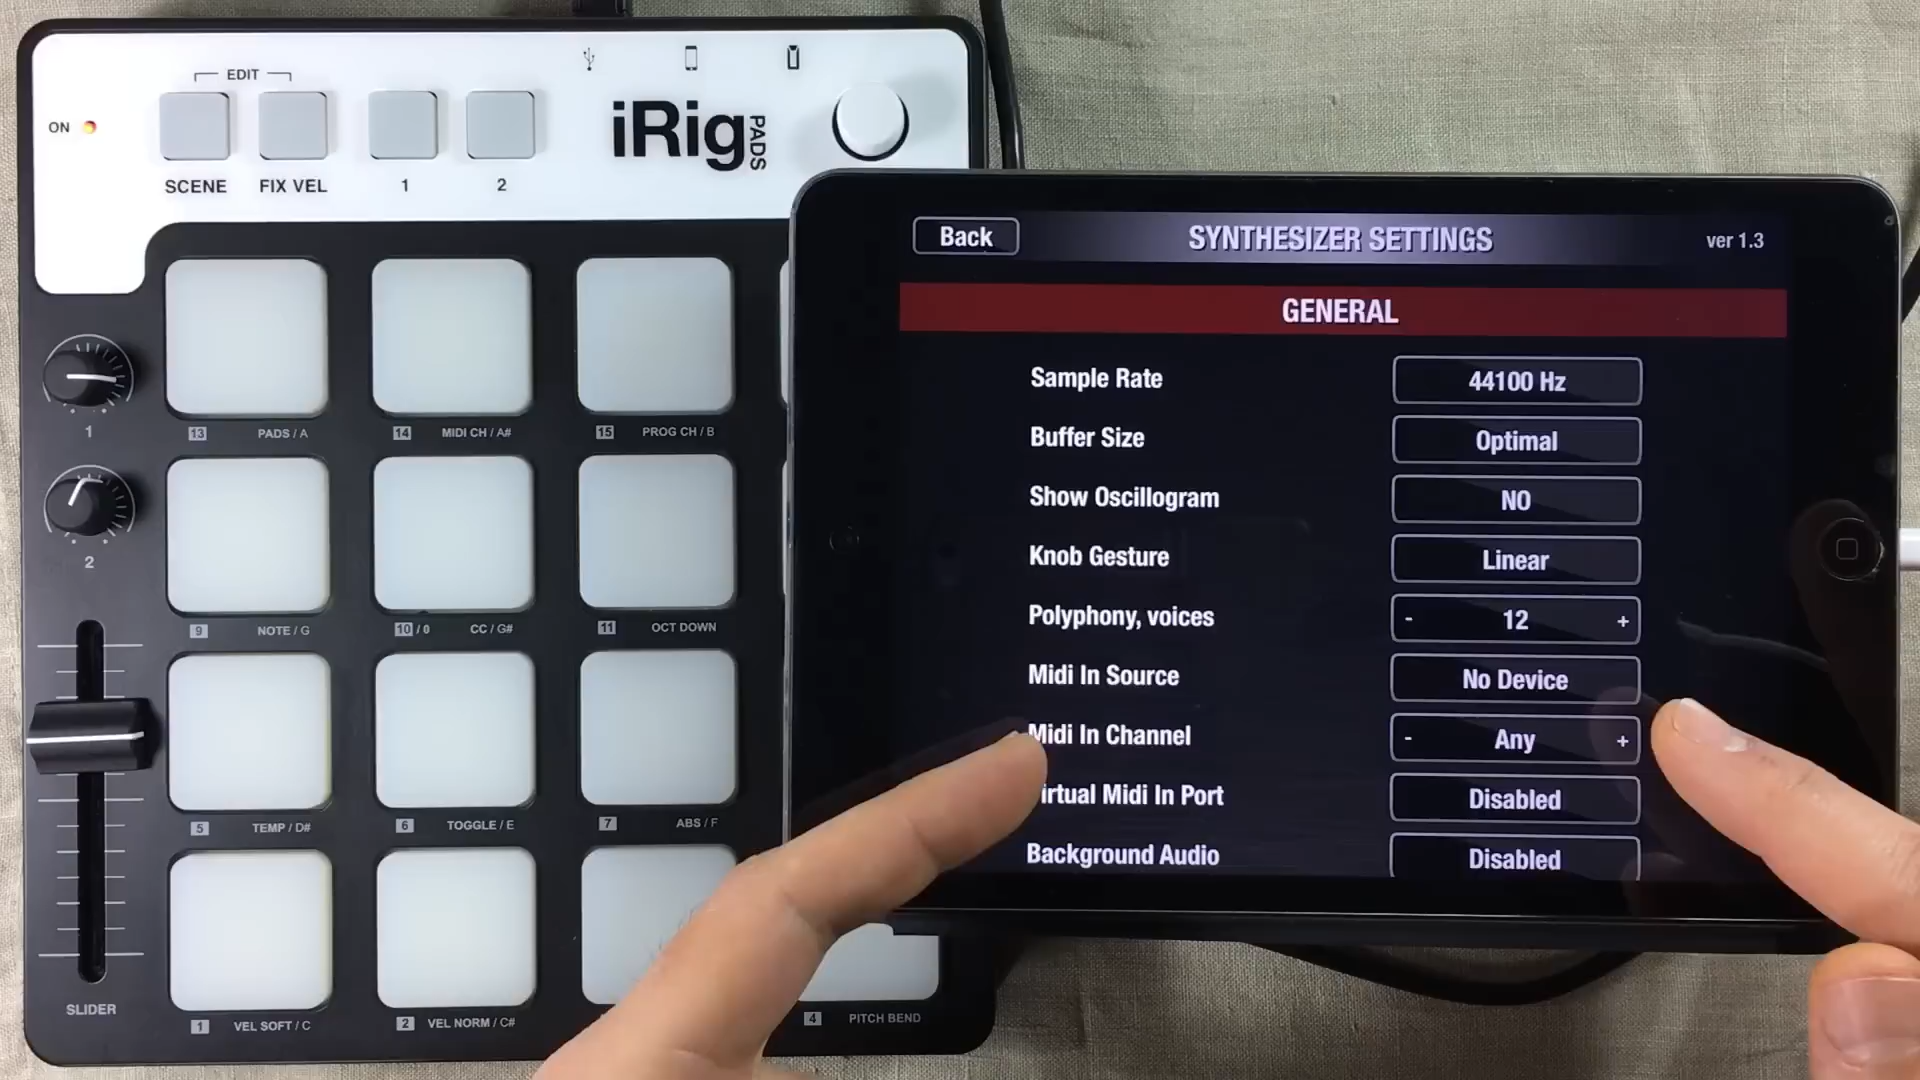 EDIT
ON
SCENE
FIX VEL
1
2
iRig PADS
1
2
SLIDER
13 PADS / A
14 MIDI CH / A#
15 PROG CH / B
9 NOTE / G
10 / 0 CC / G#
11 OCT DOWN
5 TEMP / D#
6 TOGGLE / E
7 ABS / F
1 VEL SOFT / C
2 VEL NORM / C#
4 PITCH BEND
Back
SYNTHESIZER SETTINGS
ver 1.3
GENERAL
Sample Rate 44100 Hz
Buffer Size Optimal
Show Oscillogram NO
Knob Gesture Linear
Polyphony, voices - 12 +
Midi In Source No Device
Midi In Channel - Any +
irtual Midi In Port Disabled
Background Audio Disabled